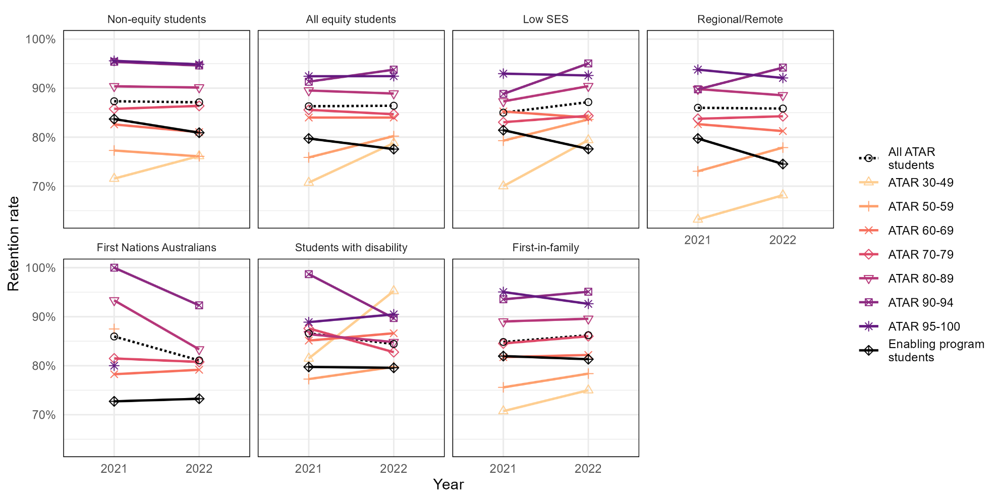 Non-equity students
All equity students
Low SES
Regional/Remote
100%
90%
80%
70%
2021
2022
First Nations Australians
Students with disability
First-in-family
100%
90%
80%
70%
2021
2022
2021
2022
2021
2022
Retention rate
Year
All ATAR
students
ATAR 30-49
ATAR 50-59
ATAR 60-69
ATAR 70-79
ATAR 80-89
ATAR 90-94
ATAR 95-100
Enabling program
students